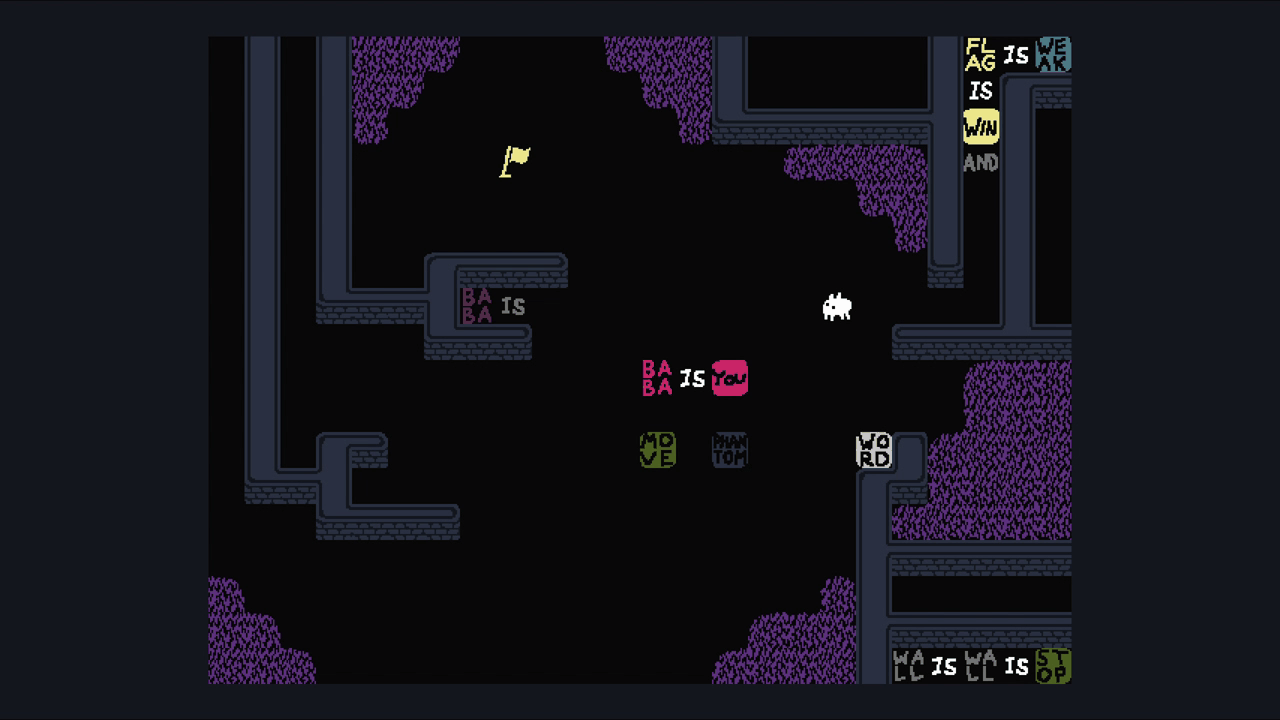 FLAG IS WEAK
IS
WIN
AND
BABA IS
BABA IS YOU
MOVE PHANTOM WORD
WALL IS WALL IS STOP